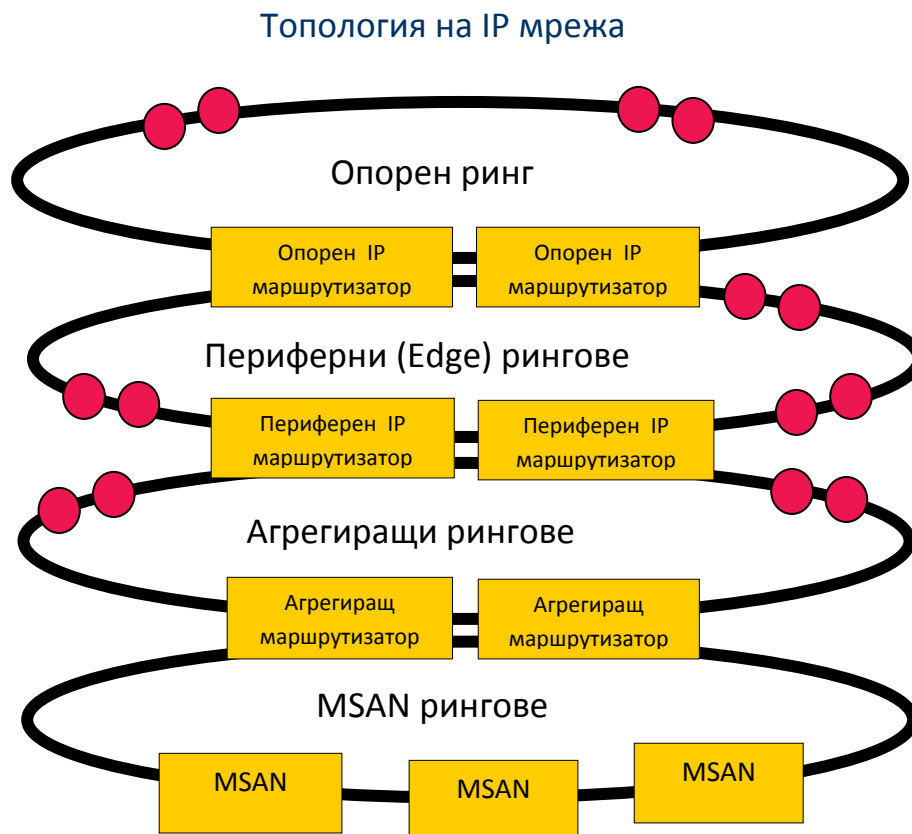 Топология на IP мрежа
Опорен ринг
Опорен IP
маршрутизатор
Опорен IP
маршрутизатор
Периферни (Edge) рингове
Периферен IP
маршрутизатор
Периферен IP
маршрутизатор
Агрегиращи рингове
Агрегиращ
маршрутизатор
Агрегиращ
маршрутизатор
MSAN рингове
MSAN
MSAN
MSAN